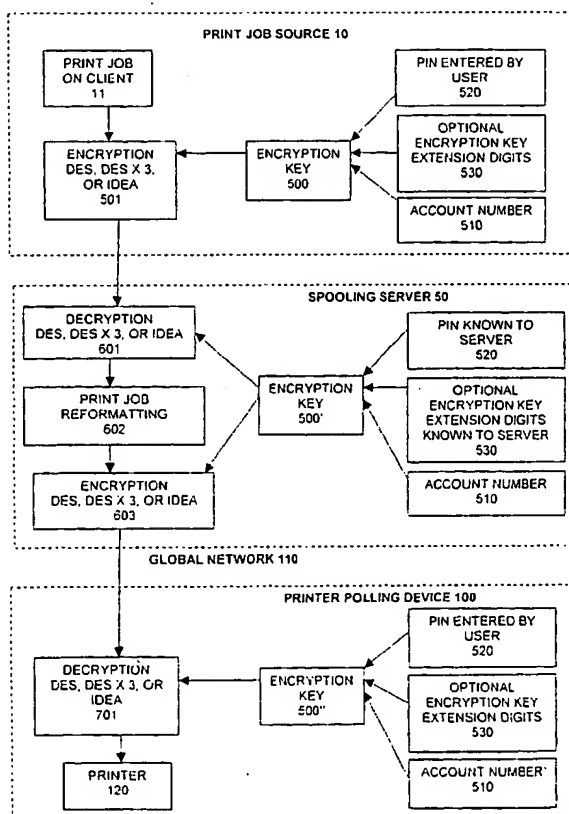 PRINT JOB SOURCE 10
PRINT JOB
ON CLIENT
11
ENCRYPTION
DES, DES X 3,
OR IDEA
501
ENCRYPTION
KEY
500
PIN ENTERED BY
USER
520
OPTIONAL
ENCRYPTION KEY
EXTENSION DIGITS
530
ACCOUNT NUMBER
510
SPOOLING SERVER 50
DECRYPTION
DES, DES X 3, OR IDEA
601
PRINT JOB
REFORMATTING
602
ENCRYPTION
DES, DES X 3, OR IDEA
603
ENCRYPTION
KEY
500'
PIN KNOWN TO
SERVER
520
OPTIONAL
ENCRYPTION KEY
EXTENSION DIGITS
KNOWN TO SERVER
530
ACCOUNT NUMBER
510
GLOBAL NETWORK 110
PRINTER POLLING DEVICE 100
DECRYPTION
DES, DES X 3, OR
IDEA
701
PRINTER
120
ENCRYPTION
KEY
500''
PIN ENTERED BY
USER
520
OPTIONAL
ENCRYPTION KEY
EXTENSION DIGITS
530
ACCOUNT NUMBER
510